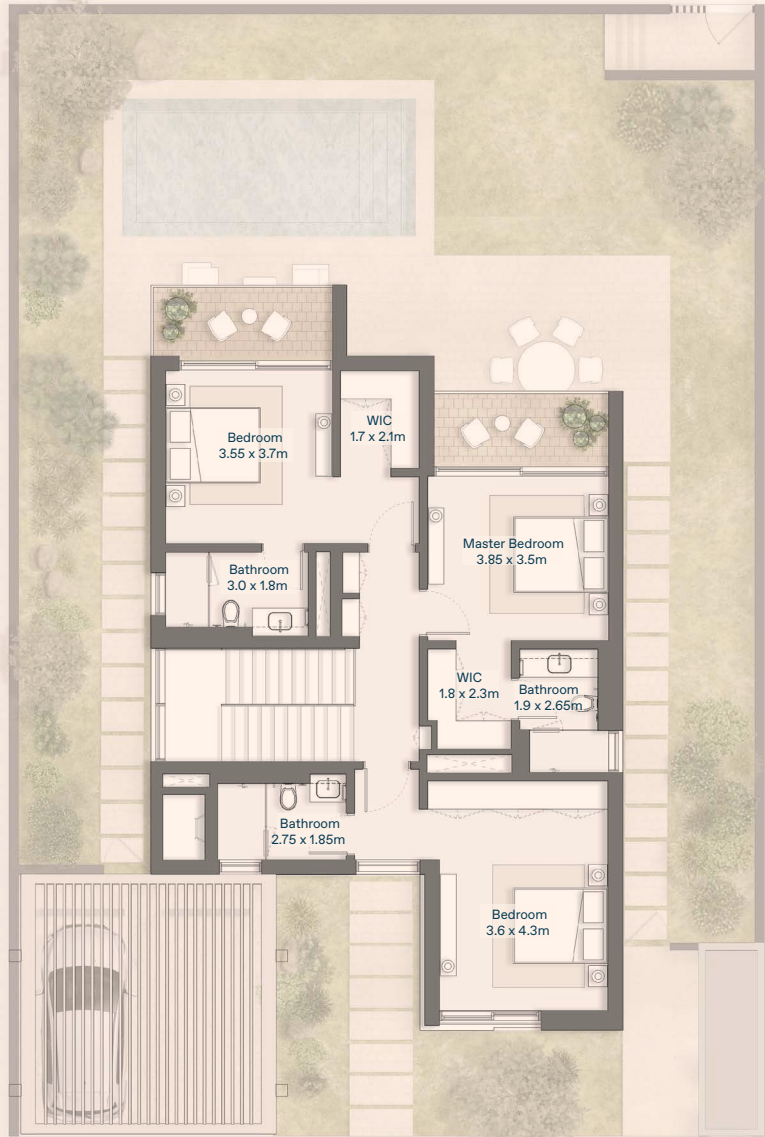 WIC
1.7 x 2.1m
Bedroom
3.55 x 3.7m
Master Bedroom
3.85 x 3.5m
Bathroom
3.0 x 1.8m
WIC
1.8 x 2.3m
Bathroom
1.9 x 2.65m
Bathroom
2.75 x 1.85m
Bedroom
3.6 x 4.3m